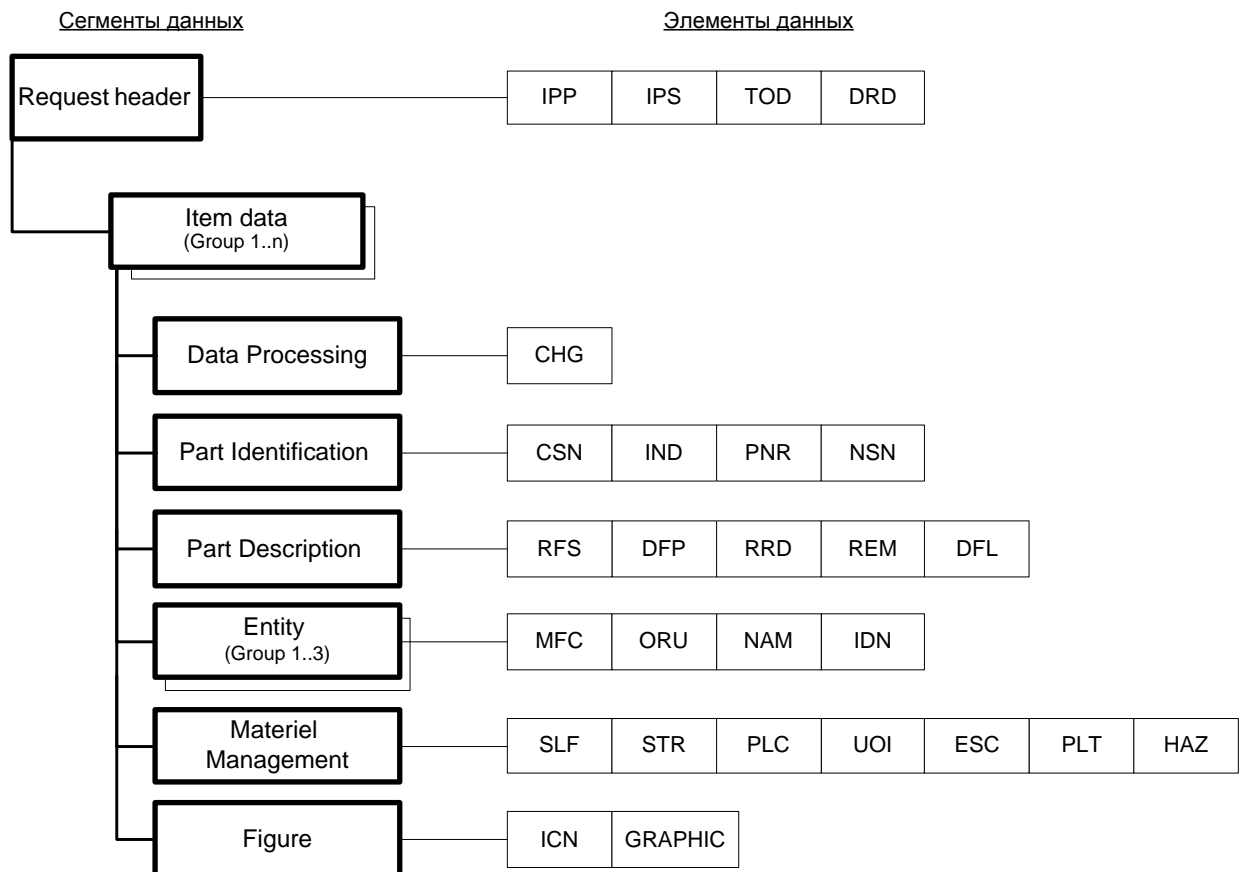 Сегменты данных
Элементы данных
Request header
IPP IPS TOD DRD
Item data
(Group 1..n)
Data Processing
CHG
Part Identification
CSN IND PNR NSN
Part Description
RFS DFP RRD REM DFL
Entity
(Group 1..3)
MFC ORU NAM IDN
Materiel
Management
SLF STR PLC UOI ESC PLT HAZ
Figure
ICN GRAPHIC